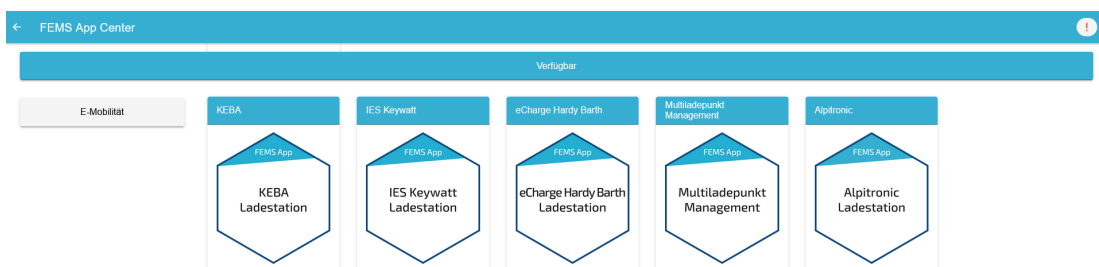 ← FEMS App Center
!
Verfügbar
E-Mobilität
KEBA
IES Keywatt
eCharge Hardy Barth
Multiladepunkt
Management
Alpitronic
FEMS App
KEBA
Ladestation
FEMS App
IES Keywatt
Ladestation
FEMS App
eCharge Hardy Barth
Ladestation
FEMS App
Multiladepunkt
Management
FEMS App
Alpitronic
Ladestation